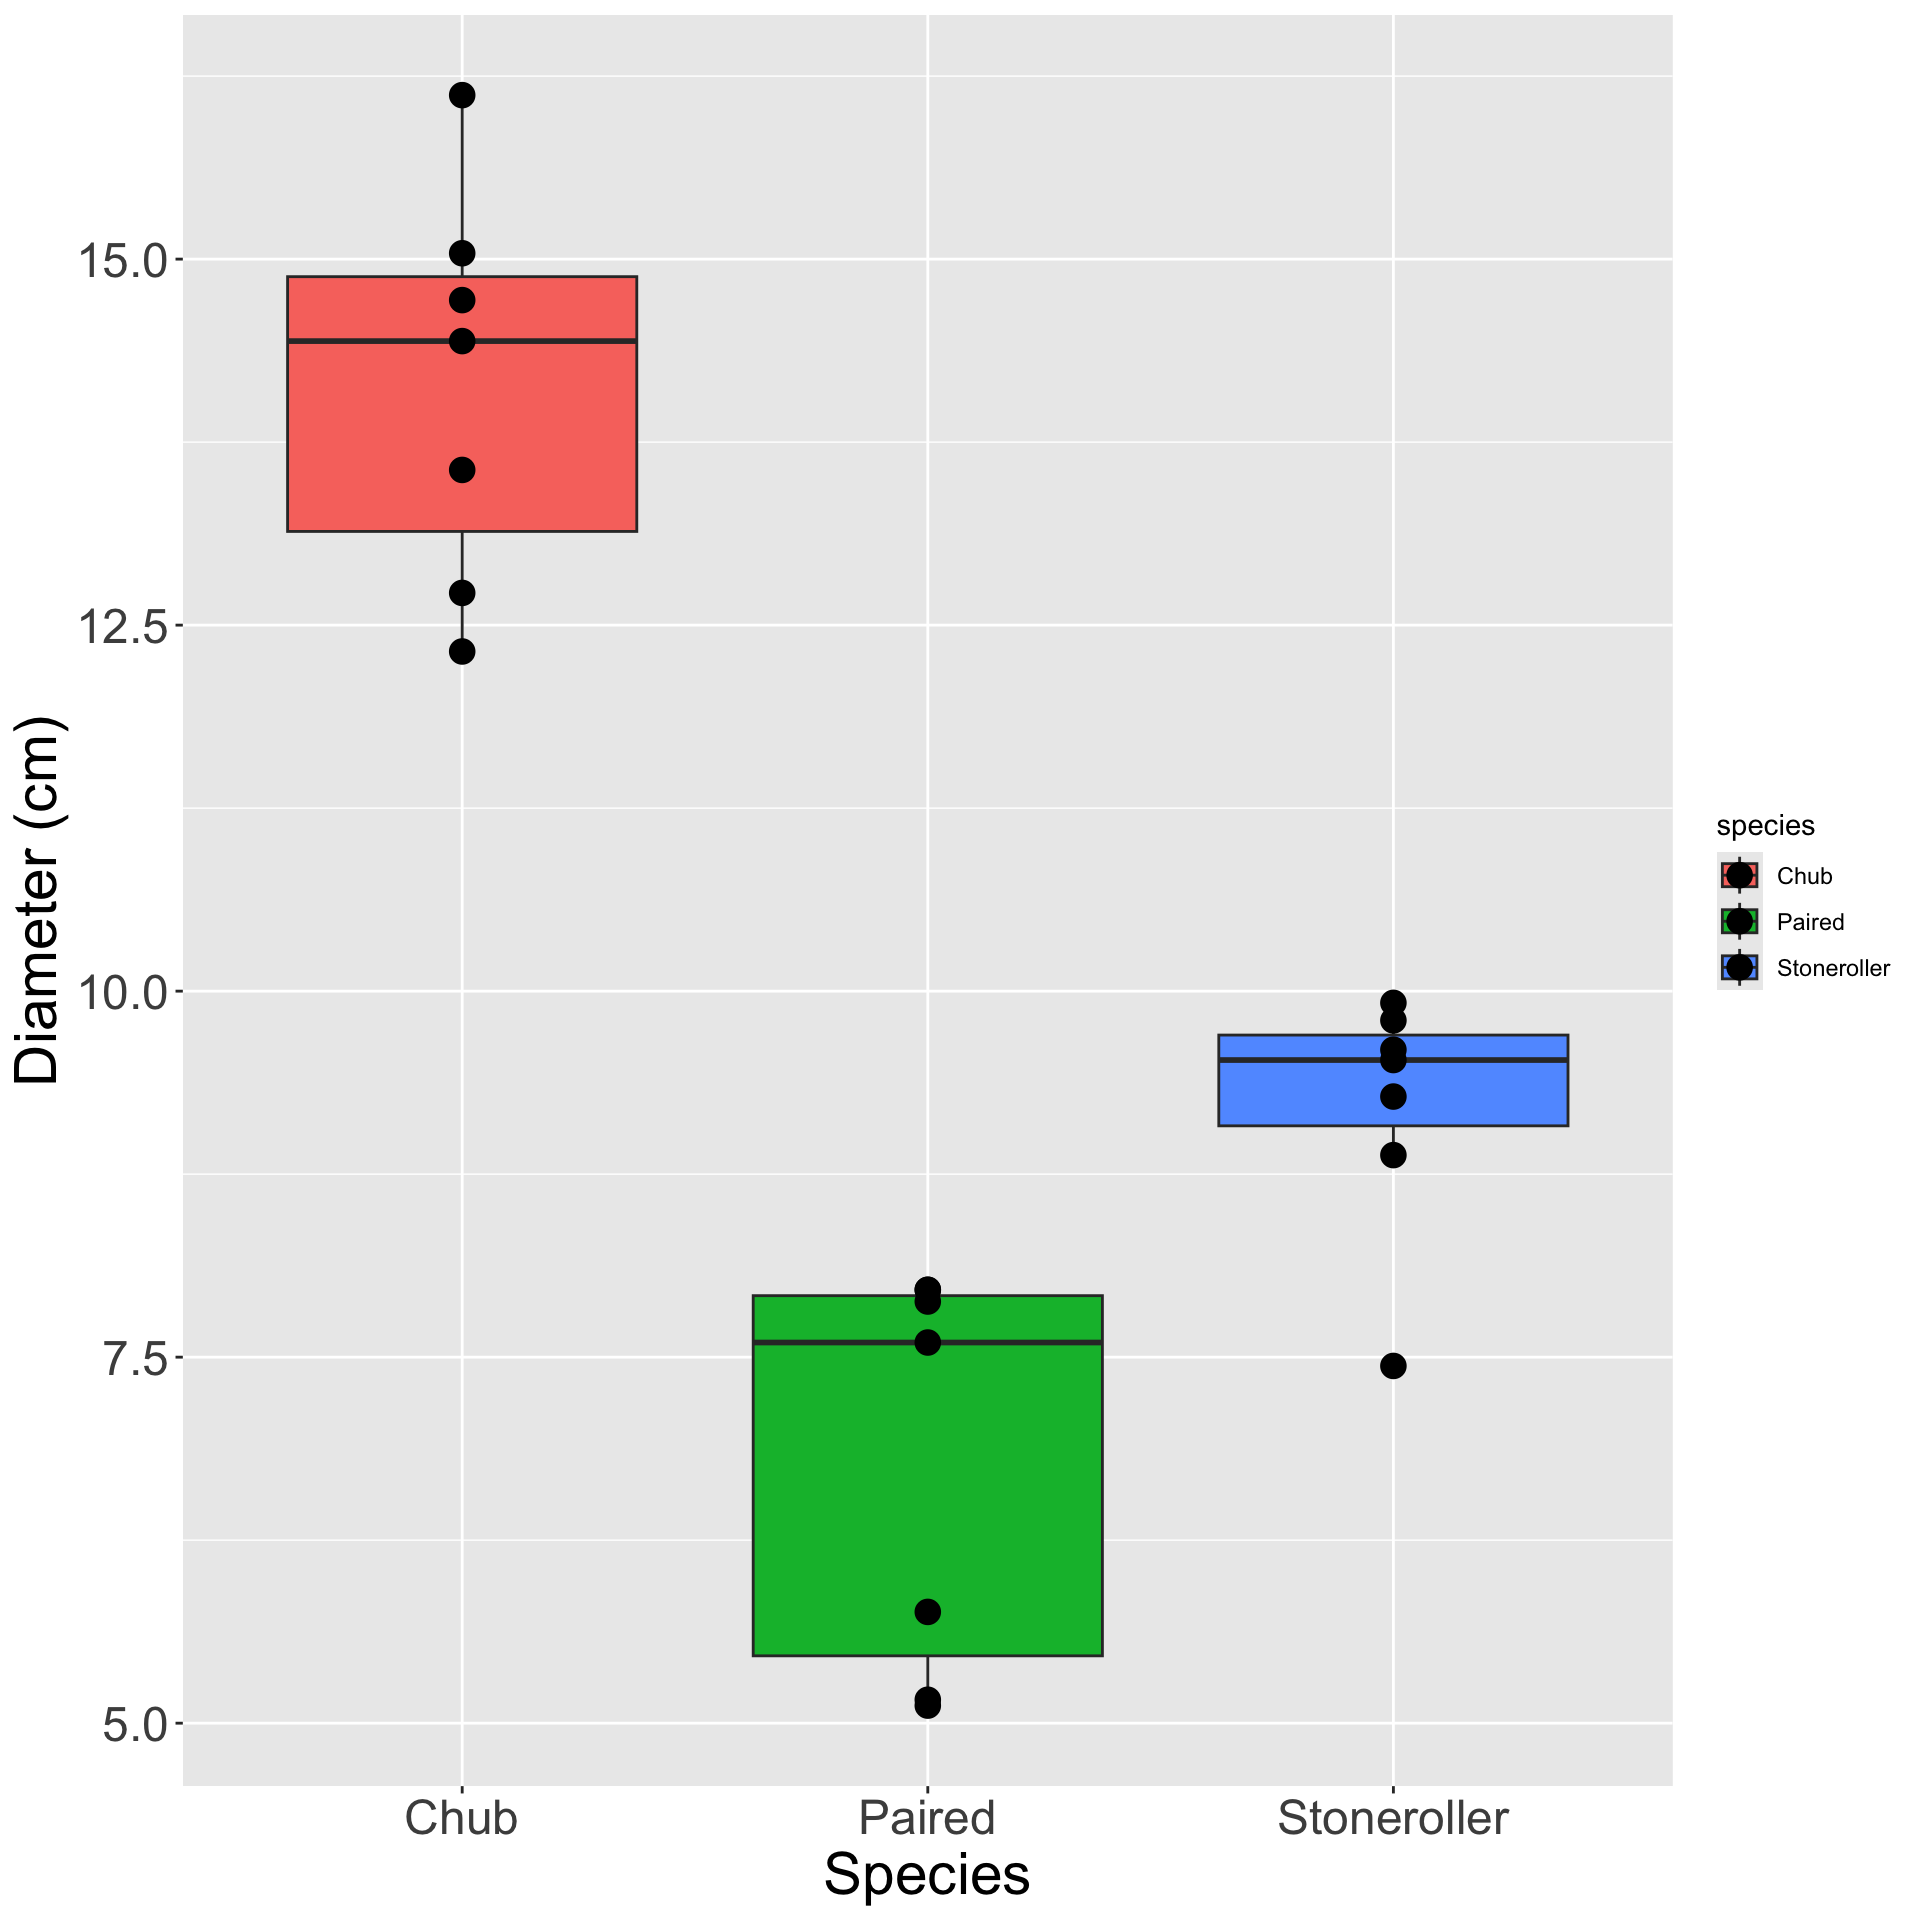 Diameter (cm)
15.0
12.5
10.0
7.5
5.0
Chub
Paired
Stoneroller
Species
species
Chub
Paired
Stoneroller